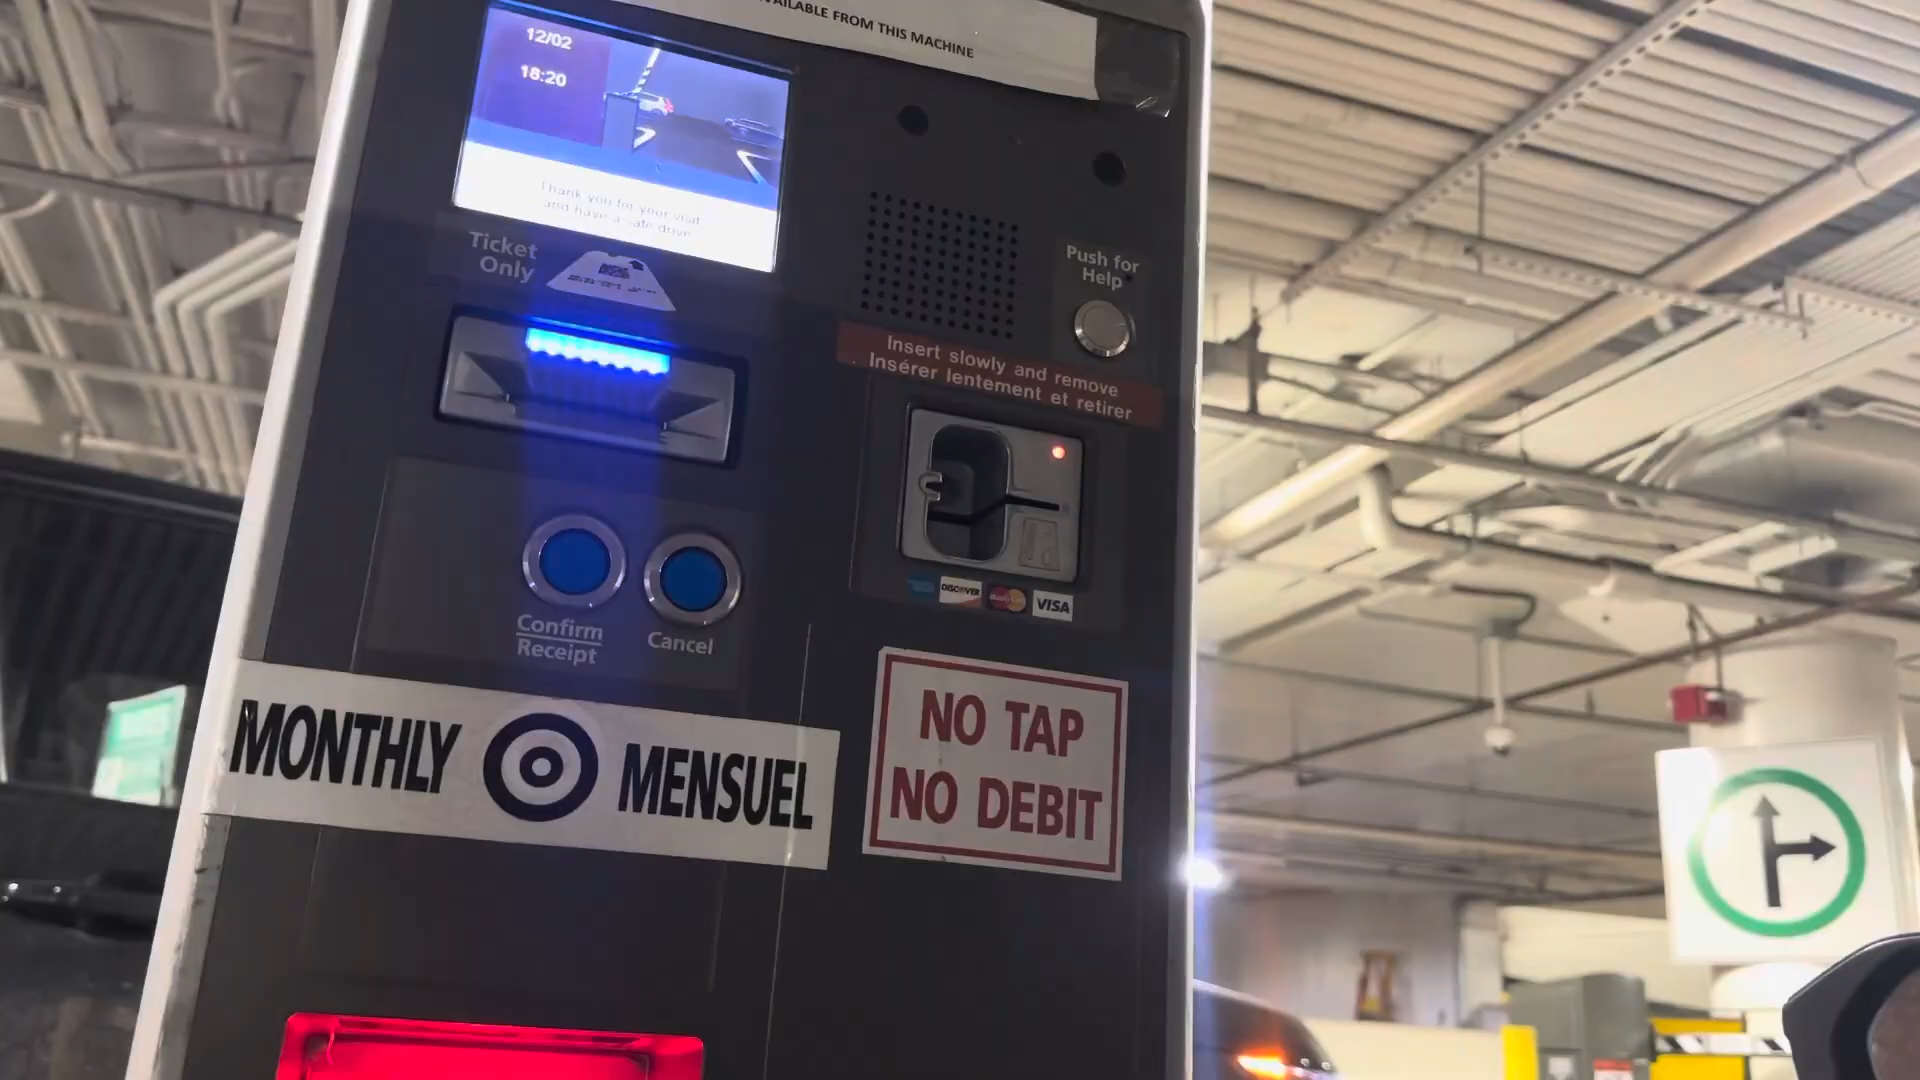 AVAILABLE FROM THIS MACHINE
12/02
18:20
Thank you for your visit
and have a safe drive
Ticket
Only
Push for
Help
Insert slowly and remove
Insérer lentement et retirer
DISCOVER
MasterCard
VISA
Confirm
Receipt
Cancel
MONTHLY MENSUEL
NO TAP
NO DEBIT